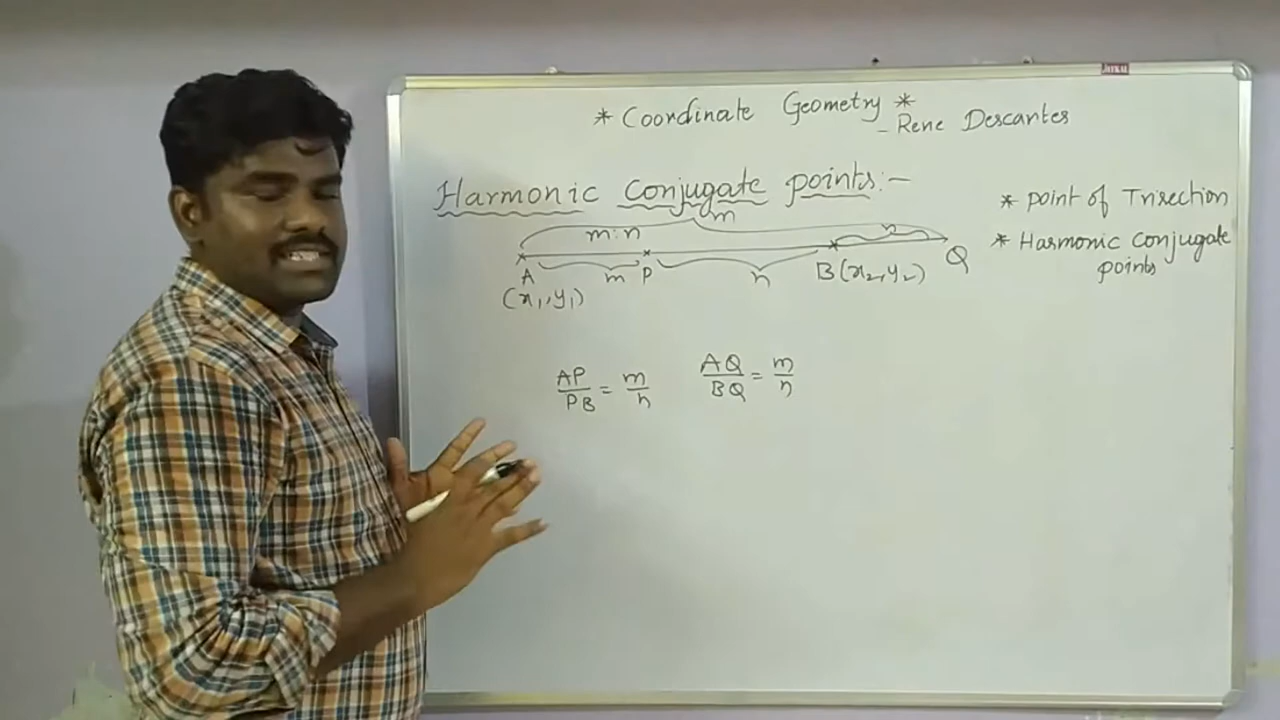 * Coordinate Geometry *
- Rene Descartes
Harmonic Conjugate points:-
m
m:n
n
A
m
P
n
B(x₂,y₂)
Q
(x₁,y₁)
AP/PB = m/n
AQ/BQ = m/n
* point of Trisection
* Harmonic Conjugate
points